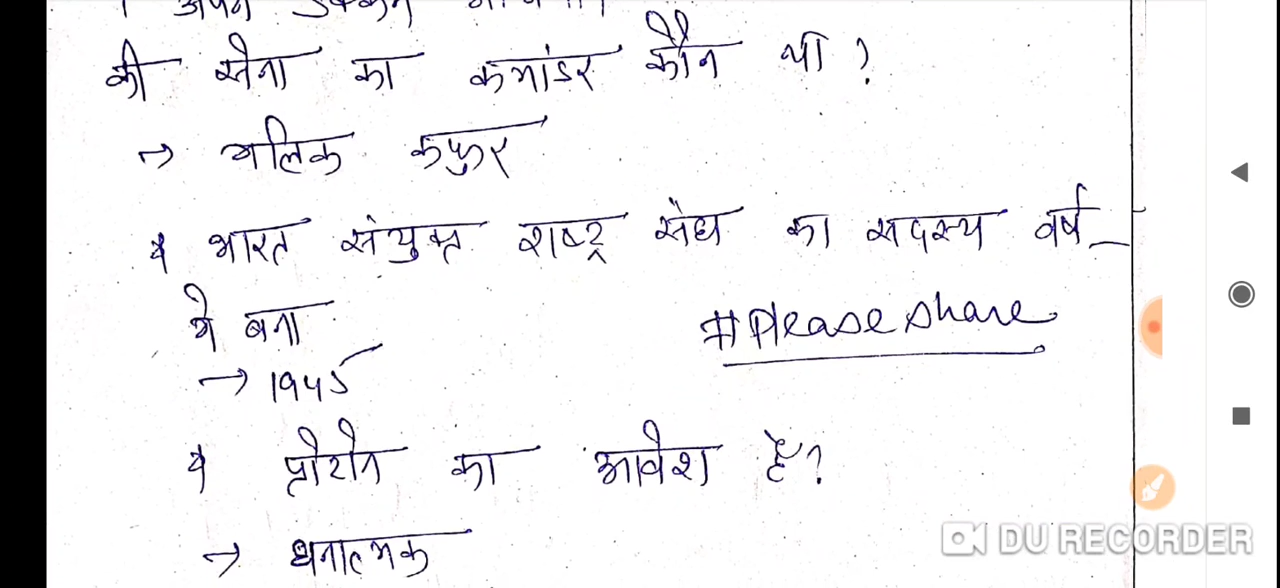 की सेना का कमांडर कौन था ?
→ मलिक कफुर
* भारत संयुक्त राष्ट्र संघ का सदस्य वर्ष —
मे बना
#Please share
→ 1945
* प्रोटोन का आवेश है ?
→ धनात्मक
DU RECORDER